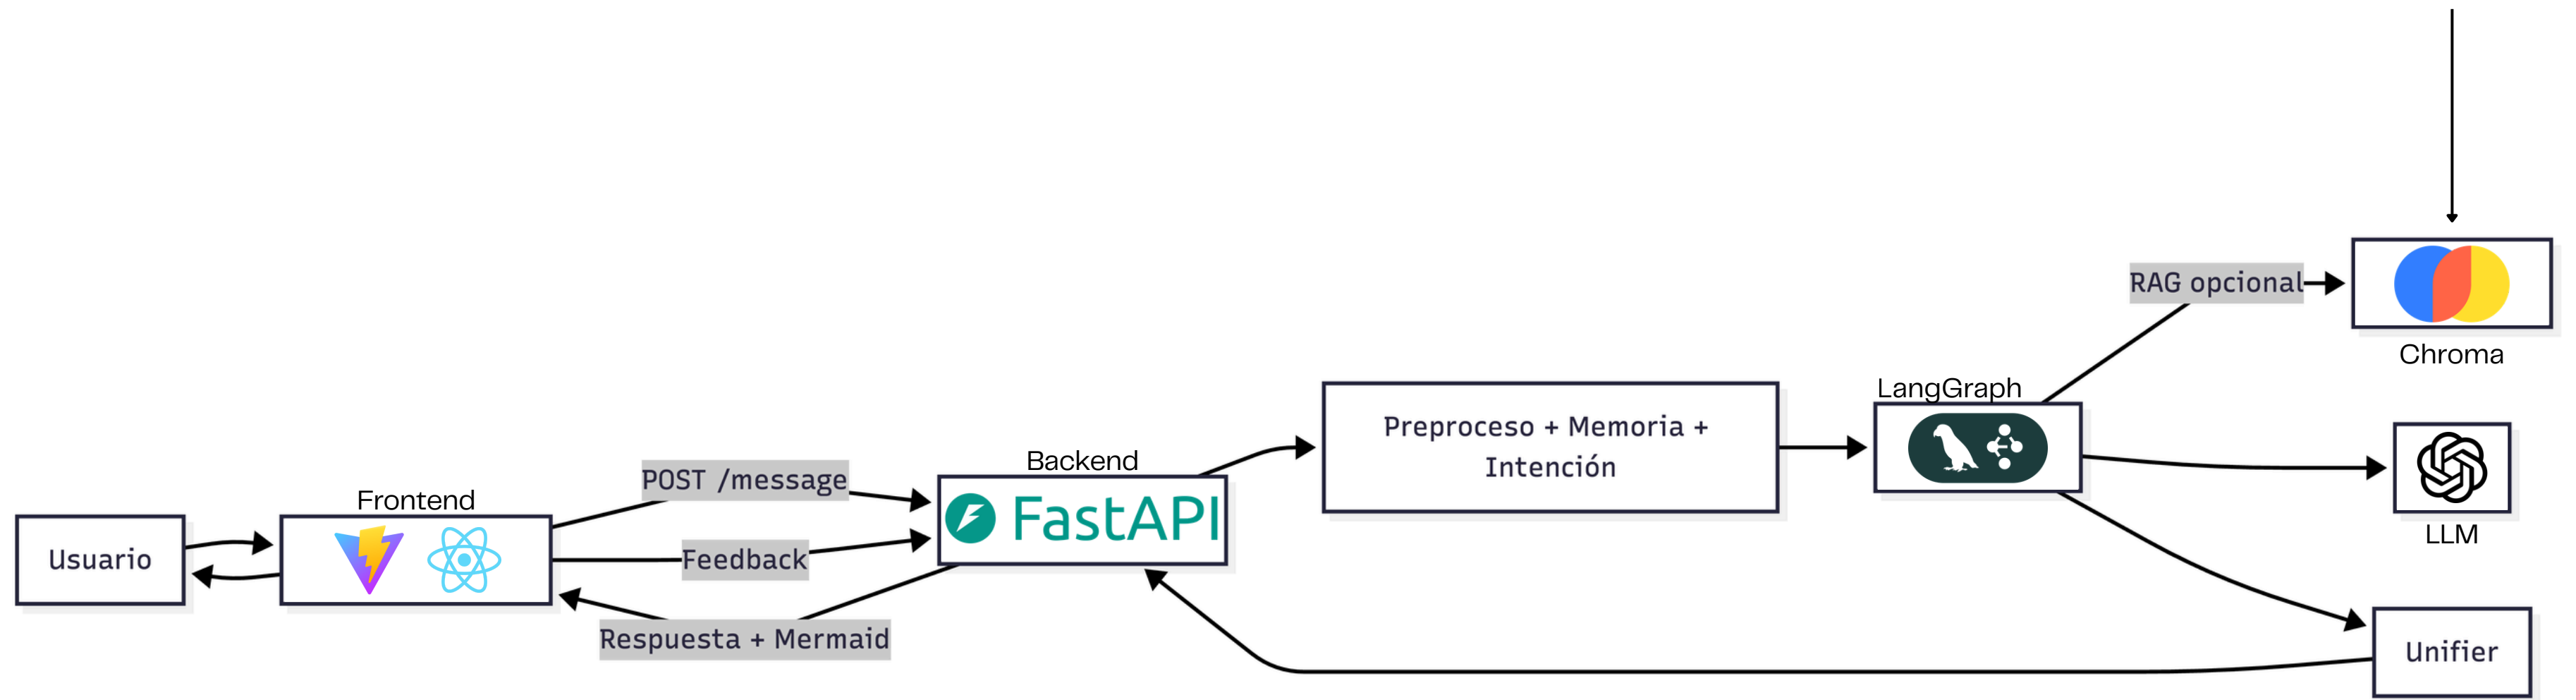 RAG opcional
Chroma
LangGraph
Preproceso + Memoria +
Intención
Backend
POST /message
FastAPI
Frontend
LLM
Usuario
Feedback
Respuesta + Mermaid
Unifier